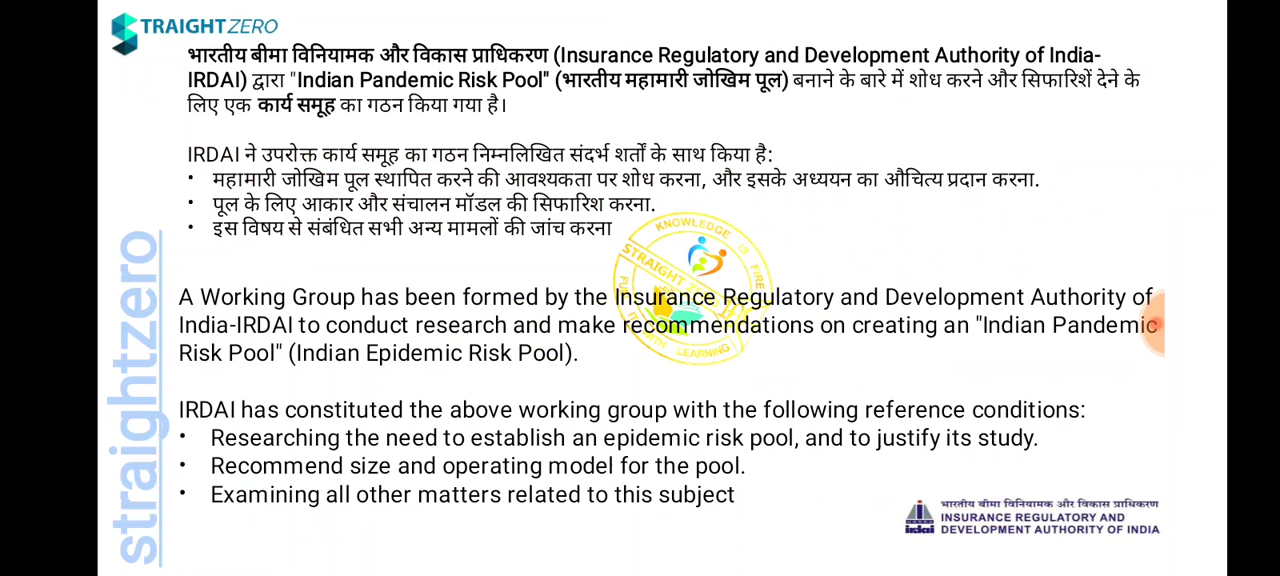 TRAIGHTZERO
भारतीय बीमा विनियामक और विकास प्राधिकरण (Insurance Regulatory and Development Authority of India-
IRDAI) द्वारा "Indian Pandemic Risk Pool" (भारतीय महामारी जोखिम पूल) बनाने के बारे में शोध करने और सिफारिशें देने के
लिए एक कार्य समूह का गठन किया गया है।
IRDAI ने उपरोक्त कार्य समूह का गठन निम्नलिखित संदर्भ शर्तों के साथ किया है:
• महामारी जोखिम पूल स्थापित करने की आवश्यकता पर शोध करना, और इसके अध्ययन का औचित्य प्रदान करना.
• पूल के लिए आकार और संचालन मॉडल की सिफारिश करना.
• इस विषय से संबंधित सभी अन्य मामलों की जांच करना
KNOWLEDGE IS FIRE
STRAIGHT ZERO
WITH LEARNING
straightzero
A Working Group has been formed by the Insurance Regulatory and Development Authority of
India-IRDAI to conduct research and make recommendations on creating an "Indian Pandemic
Risk Pool" (Indian Epidemic Risk Pool).
IRDAI has constituted the above working group with the following reference conditions:
• Researching the need to establish an epidemic risk pool, and to justify its study.
• Recommend size and operating model for the pool.
• Examining all other matters related to this subject
irdai
भारतीय बीमा विनियामक और विकास प्राधिकरण
INSURANCE REGULATORY AND
DEVELOPMENT AUTHORITY OF INDIA